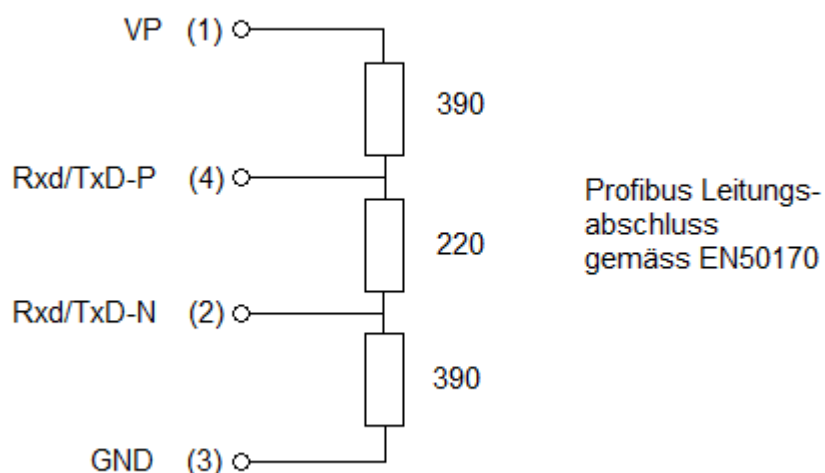 VP (1)
390
Rxd/TxD-P (4)
Profibus Leitungs-
abschluss
gemäss EN50170
220
Rxd/TxD-N (2)
390
GND (3)